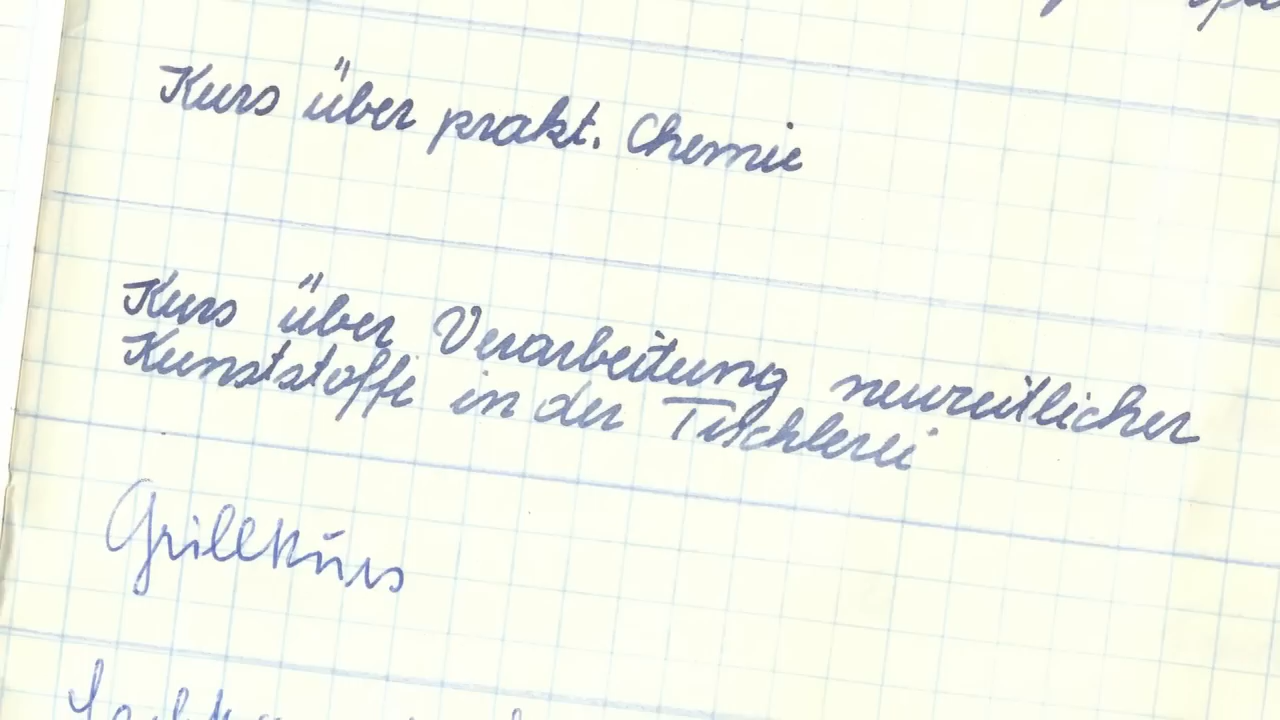 Kurs über prakt. Chemie
Kurs über Verarbeitung neuzeitlicher
Kunststoffe in der Tischlerei
Grillkurs